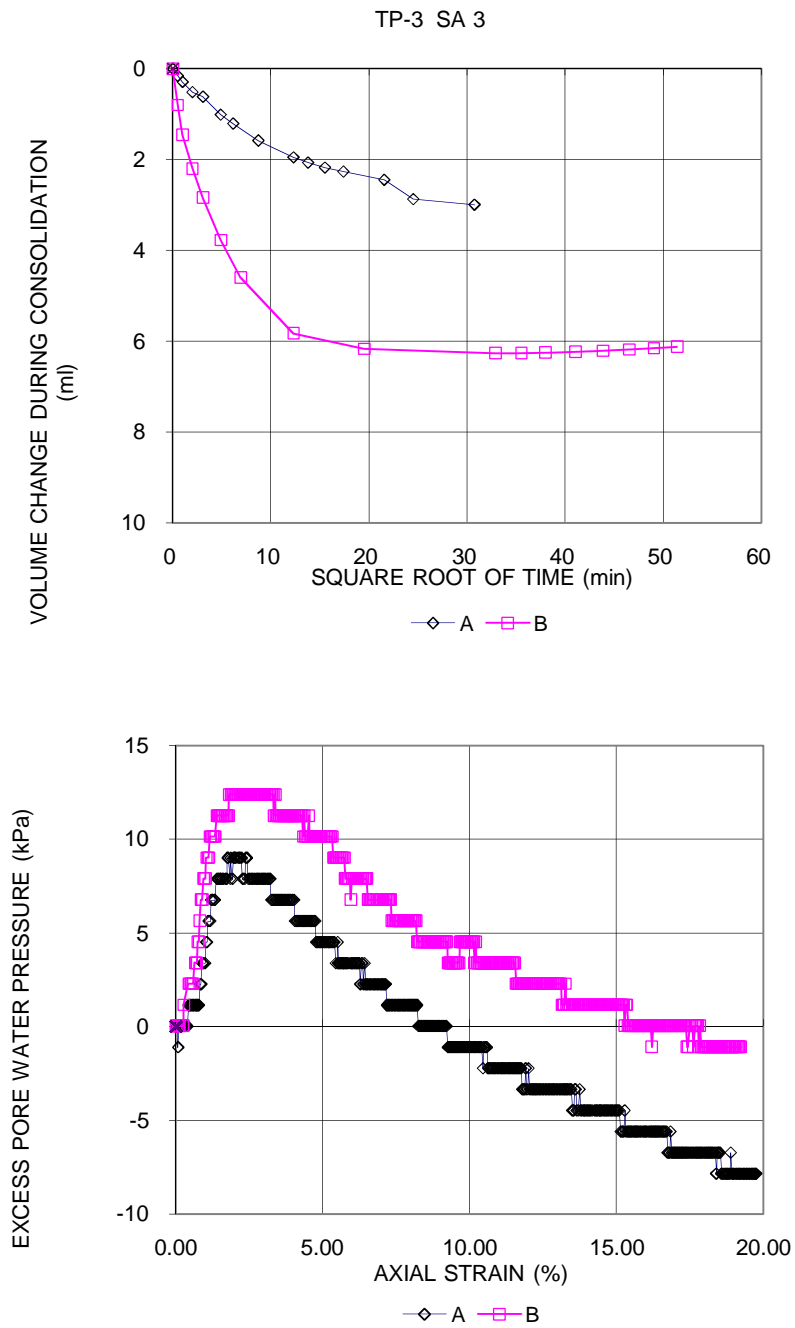 TP-3 SA 3
VOLUME CHANGE DURING CONSOLIDATION
(ml)
0
2
4
6
8
10
0 10 20 30 40 50 60
SQUARE ROOT OF TIME (min)
A B
EXCESS PORE WATER PRESSURE (kPa)
15
10
5
0
-5
-10
0.00 5.00 10.00 15.00 20.00
AXIAL STRAIN (%)
A B